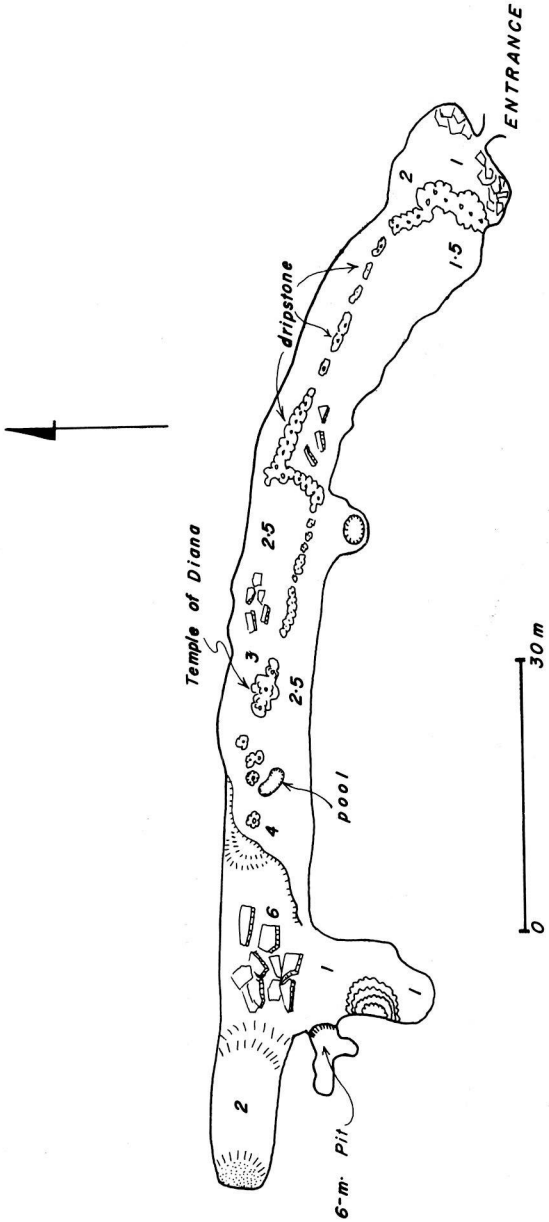 Temple of Diana
dripstone
2
3
2·5
4
6
2·5
2
1
1·5
1
1
pool
6-m. Pit
ENTRANCE
0 30 m